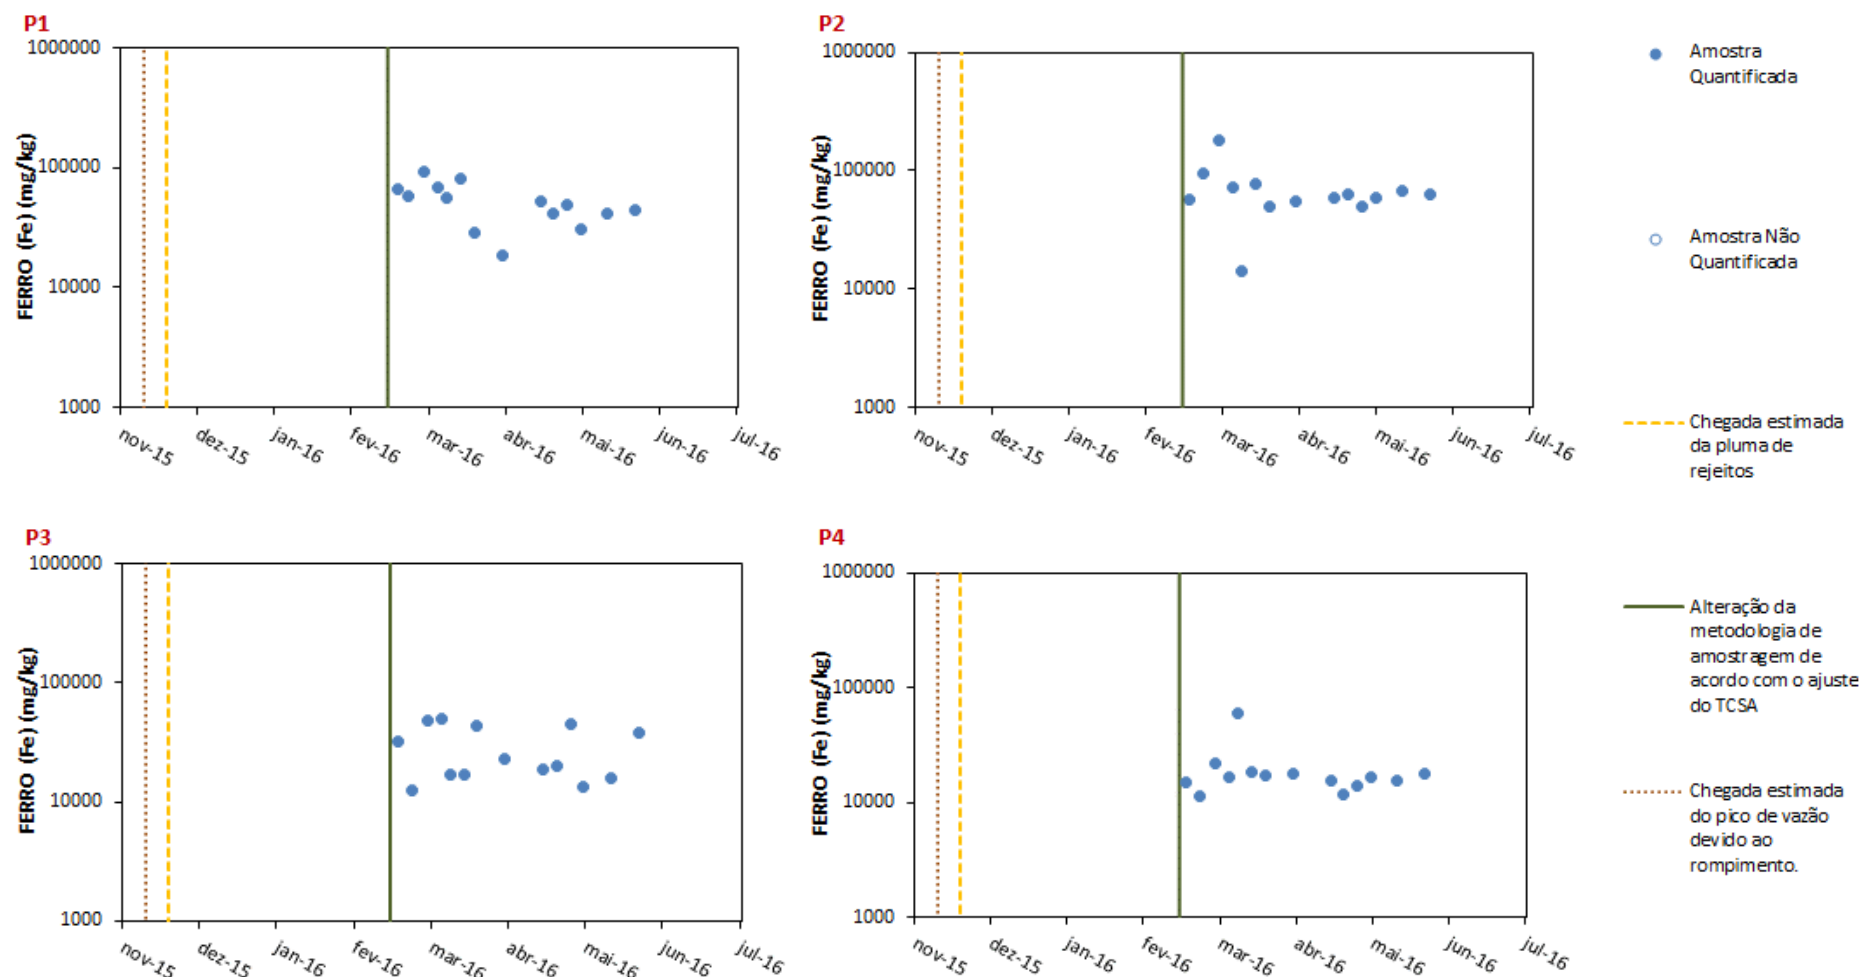 P1
FERRO (Fe) (mg/kg)
1000000
100000
10000
1000
nov-15
dez-15
jan-16
fev-16
mar-16
abr-16
mai-16
jun-16
jul-16
P2
FERRO (Fe) (mg/kg)
1000000
100000
10000
1000
nov-15
dez-15
jan-16
fev-16
mar-16
abr-16
mai-16
jun-16
jul-16
P3
FERRO (Fe) (mg/kg)
1000000
100000
10000
1000
nov-15
dez-15
jan-16
fev-16
mar-16
abr-16
mai-16
jun-16
jul-16
P4
FERRO (Fe) (mg/kg)
1000000
100000
10000
1000
nov-15
dez-15
jan-16
fev-16
mar-16
abr-16
mai-16
jun-16
jul-16
Amostra
Quantificada
Amostra Não
Quantificada
Chegada estimada
da pluma de
rejeitos
Alteração da
metodologia de
amostragem de
acordo com o ajuste
do TCSA
Chegada estimada
do pico de vazão
devido ao
rompimento.